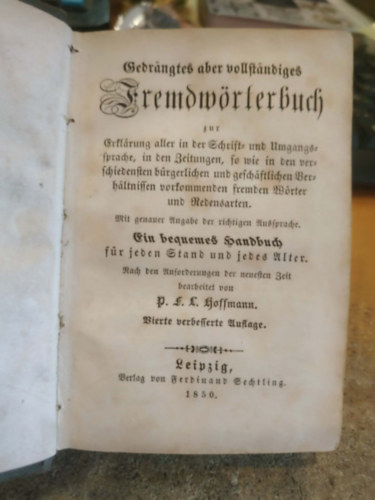 Gedrängtes aber vollständiges
Fremdwörterbuch
zur
Erklärung aller in der Schrift- und Umgangs-
sprache, in den Zeitungen, so wie in den ver-
schiedensten bürgerlichen und geschäftlichen Ver-
hältnissen vorkommenden fremden Wörter
und Redensarten.
Mit genauer Angabe der richtigen Aussprache.
Ein bequemes Handbuch
für jeden Stand und jedes Alter.
Nach den Anforderungen der neuesten Zeit
bearbeitet von
P. F. L. Hoffmann.
Vierte verbesserte Auflage.
Leipzig,
Verlag von Ferdinand Sechtling.
1850.